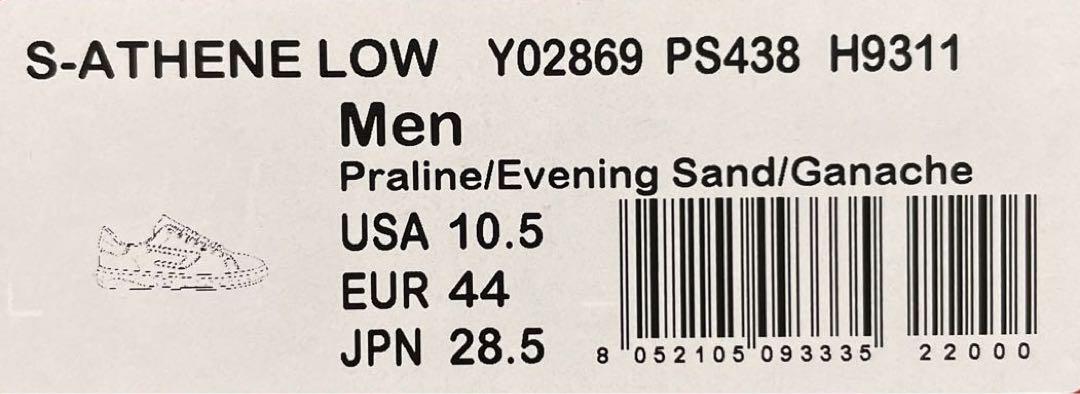 S-ATHENE LOW Y02869 PS438 H9311
Men
Praline/Evening Sand/Ganache
USA 10.5
EUR 44
JPN 28.5
8 052105 093335 22000